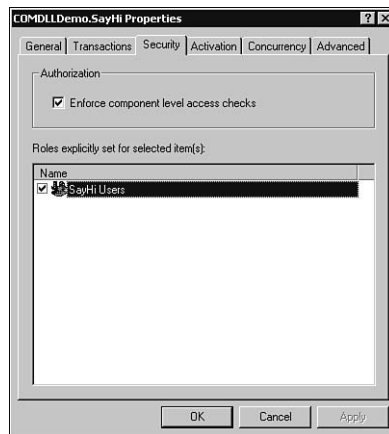 COMDLLDemo.SayHi Properties
General Transactions Security Activation Concurrency Advanced
Authorization
Enforce component level access checks
Roles explicitly set for selected item(s):
Name
SayHi Users
OK Cancel Apply